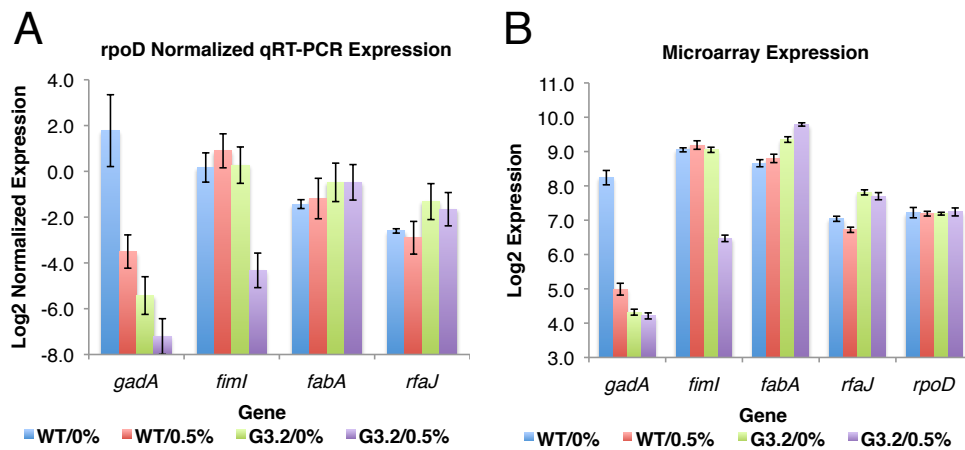 A
rpoD Normalized qRT-PCR Expression
Log2 Normalized Expression
4.0
2.0
0.0
-2.0
-4.0
-6.0
-8.0
gadA fimI fabA rfaJ
Gene
WT/0% WT/0.5% G3.2/0% G3.2/0.5%
B
Microarray Expression
Log2 Expression
11.0
10.0
9.0
8.0
7.0
6.0
5.0
4.0
3.0
gadA fimI fabA rfaJ rpoD
Gene
WT/0% WT/0.5% G3.2/0% G3.2/0.5%